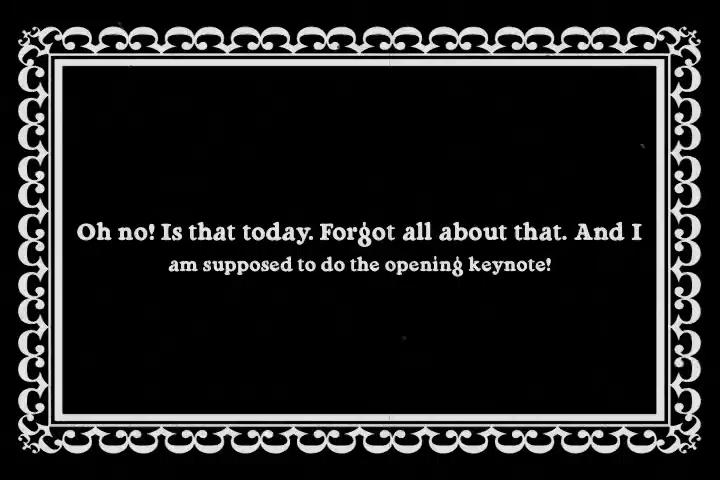 Oh no! Is that today. Forgot all about that. And I
am supposed to do the opening keynote!